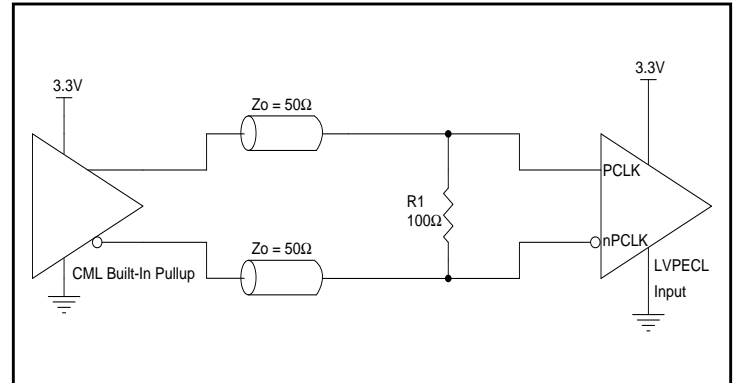 3.3V
3.3V
Zo = 50Ω
PCLK
R1
100Ω
Zo = 50Ω
nPCLK
CML Built-In Pullup
LVPECL
Input